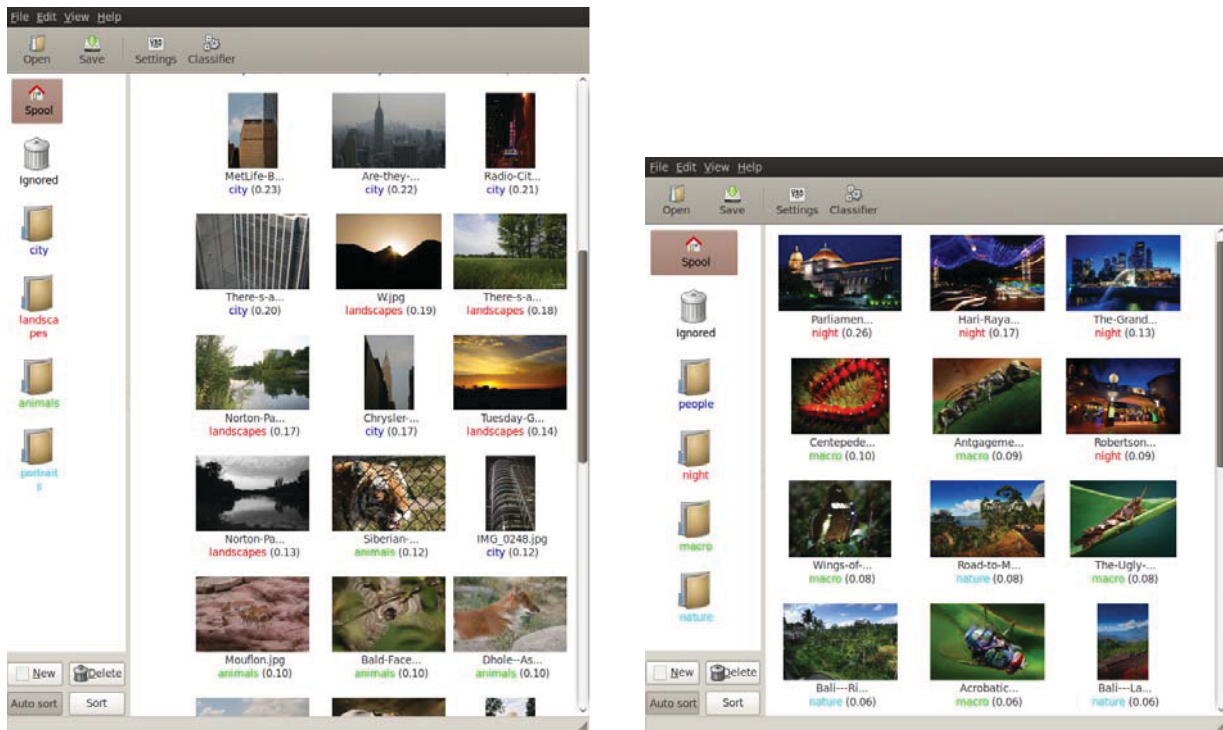 File Edit View Help
Open Save Settings Classifier
Spool
Ignored
city
landsca
pes
animals
portrait
s
MetLife-B... Are-they-... Radio-Cit...
city (0.23) city (0.22) city (0.21)
There-s-a... W.jpg There-s-a...
city (0.20) landscapes (0.19) landscapes (0.18)
Norton-Pa... Chrysler-... Tuesday-G...
landscapes (0.17) city (0.17) landscapes (0.14)
Norton-Pa... Siberian-... IMG_0248.jpg
landscapes (0.13) animals (0.12) city (0.12)
Mouflon.jpg Bald-Face... Dhole--As...
animals (0.10) animals (0.10) animals (0.10)
New Delete
Auto sort Sort
File Edit View Help
Open Save Settings Classifier
Spool
Ignored
people
night
macro
nature
Parliamen... Hari-Raya... The-Grand...
night (0.26) night (0.17) night (0.13)
Centepede... Antgageme... Robertson...
macro (0.10) macro (0.09) night (0.09)
Wings-of-... Road-to-M... The-Ugly-...
macro (0.08) nature (0.08) macro (0.08)
Bali---Ri... Acrobatic... Bali---La...
nature (0.06) macro (0.06) nature (0.06)
New Delete
Auto sort Sort